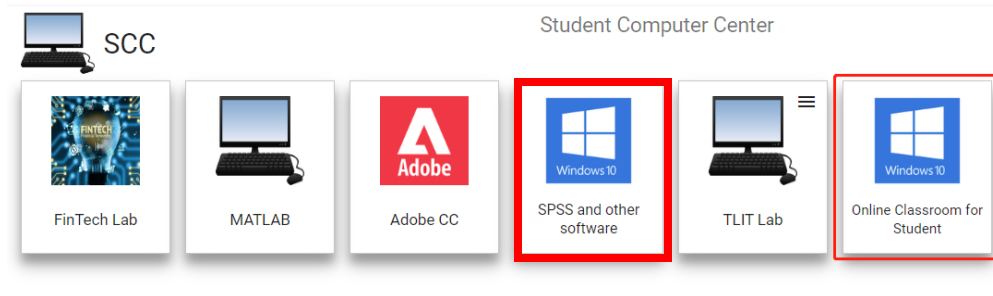 SCC
Student Computer Center
FINTECH
Adobe
Windows 10
Windows 10
FinTech Lab
MATLAB
Adobe CC
SPSS and other
software
TLIT Lab
Online Classroom for
Student